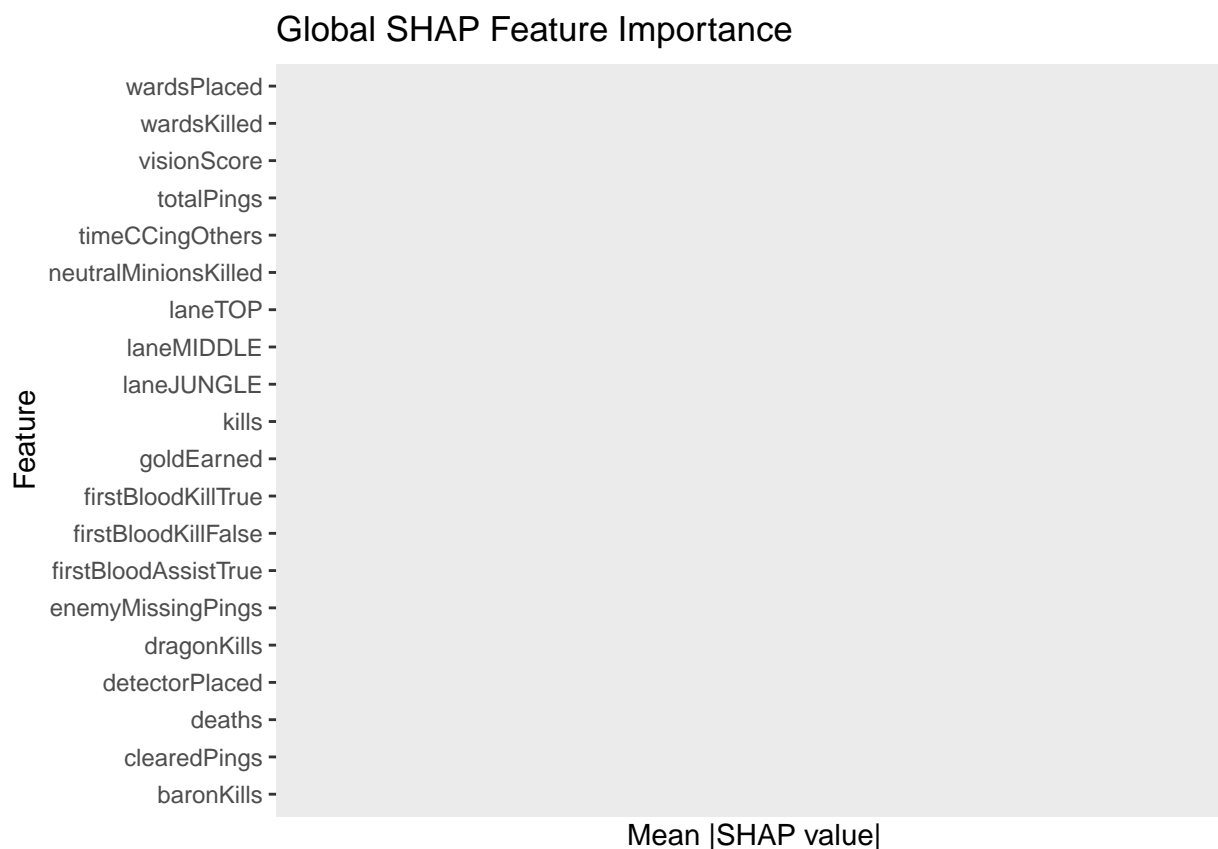 Global SHAP Feature Importance
wardsPlaced
wardsKilled
visionScore
totalPings
timeCCingOthers
neutralMinionsKilled
laneTOP
laneMIDDLE
laneJUNGLE
kills
goldEarned
firstBloodKillTrue
firstBloodKillFalse
firstBloodAssistTrue
enemyMissingPings
dragonKills
detectorPlaced
deaths
clearedPings
baronKills
Feature
Mean |SHAP value|